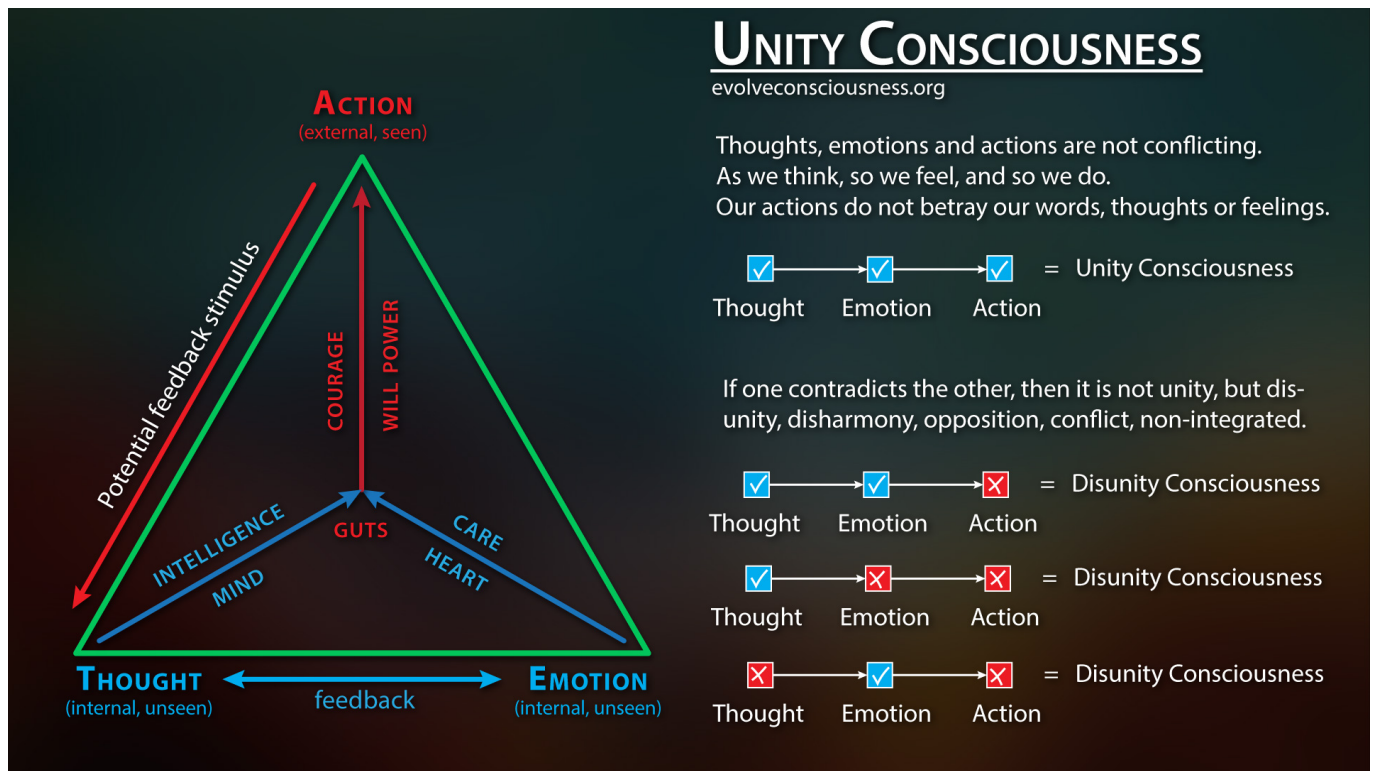 UNITY CONSCIOUSNESS
evolveconsciousness.org
ACTION
(external, seen)
Potential feedback stimulus
COURAGE
WILL POWER
INTELLIGENCE
MIND
GUTS
CARE
HEART
THOUGHT
(internal, unseen)
feedback
EMOTION
(internal, unseen)
Thoughts, emotions and actions are not conflicting.
As we think, so we feel, and so we do.
Our actions do not betray our words, thoughts or feelings.
= Unity Consciousness
Thought Emotion Action
If one contradicts the other, then it is not unity, but dis-
unity, disharmony, opposition, conflict, non-integrated.
= Disunity Consciousness
Thought Emotion Action
= Disunity Consciousness
Thought Emotion Action
= Disunity Consciousness
Thought Emotion Action